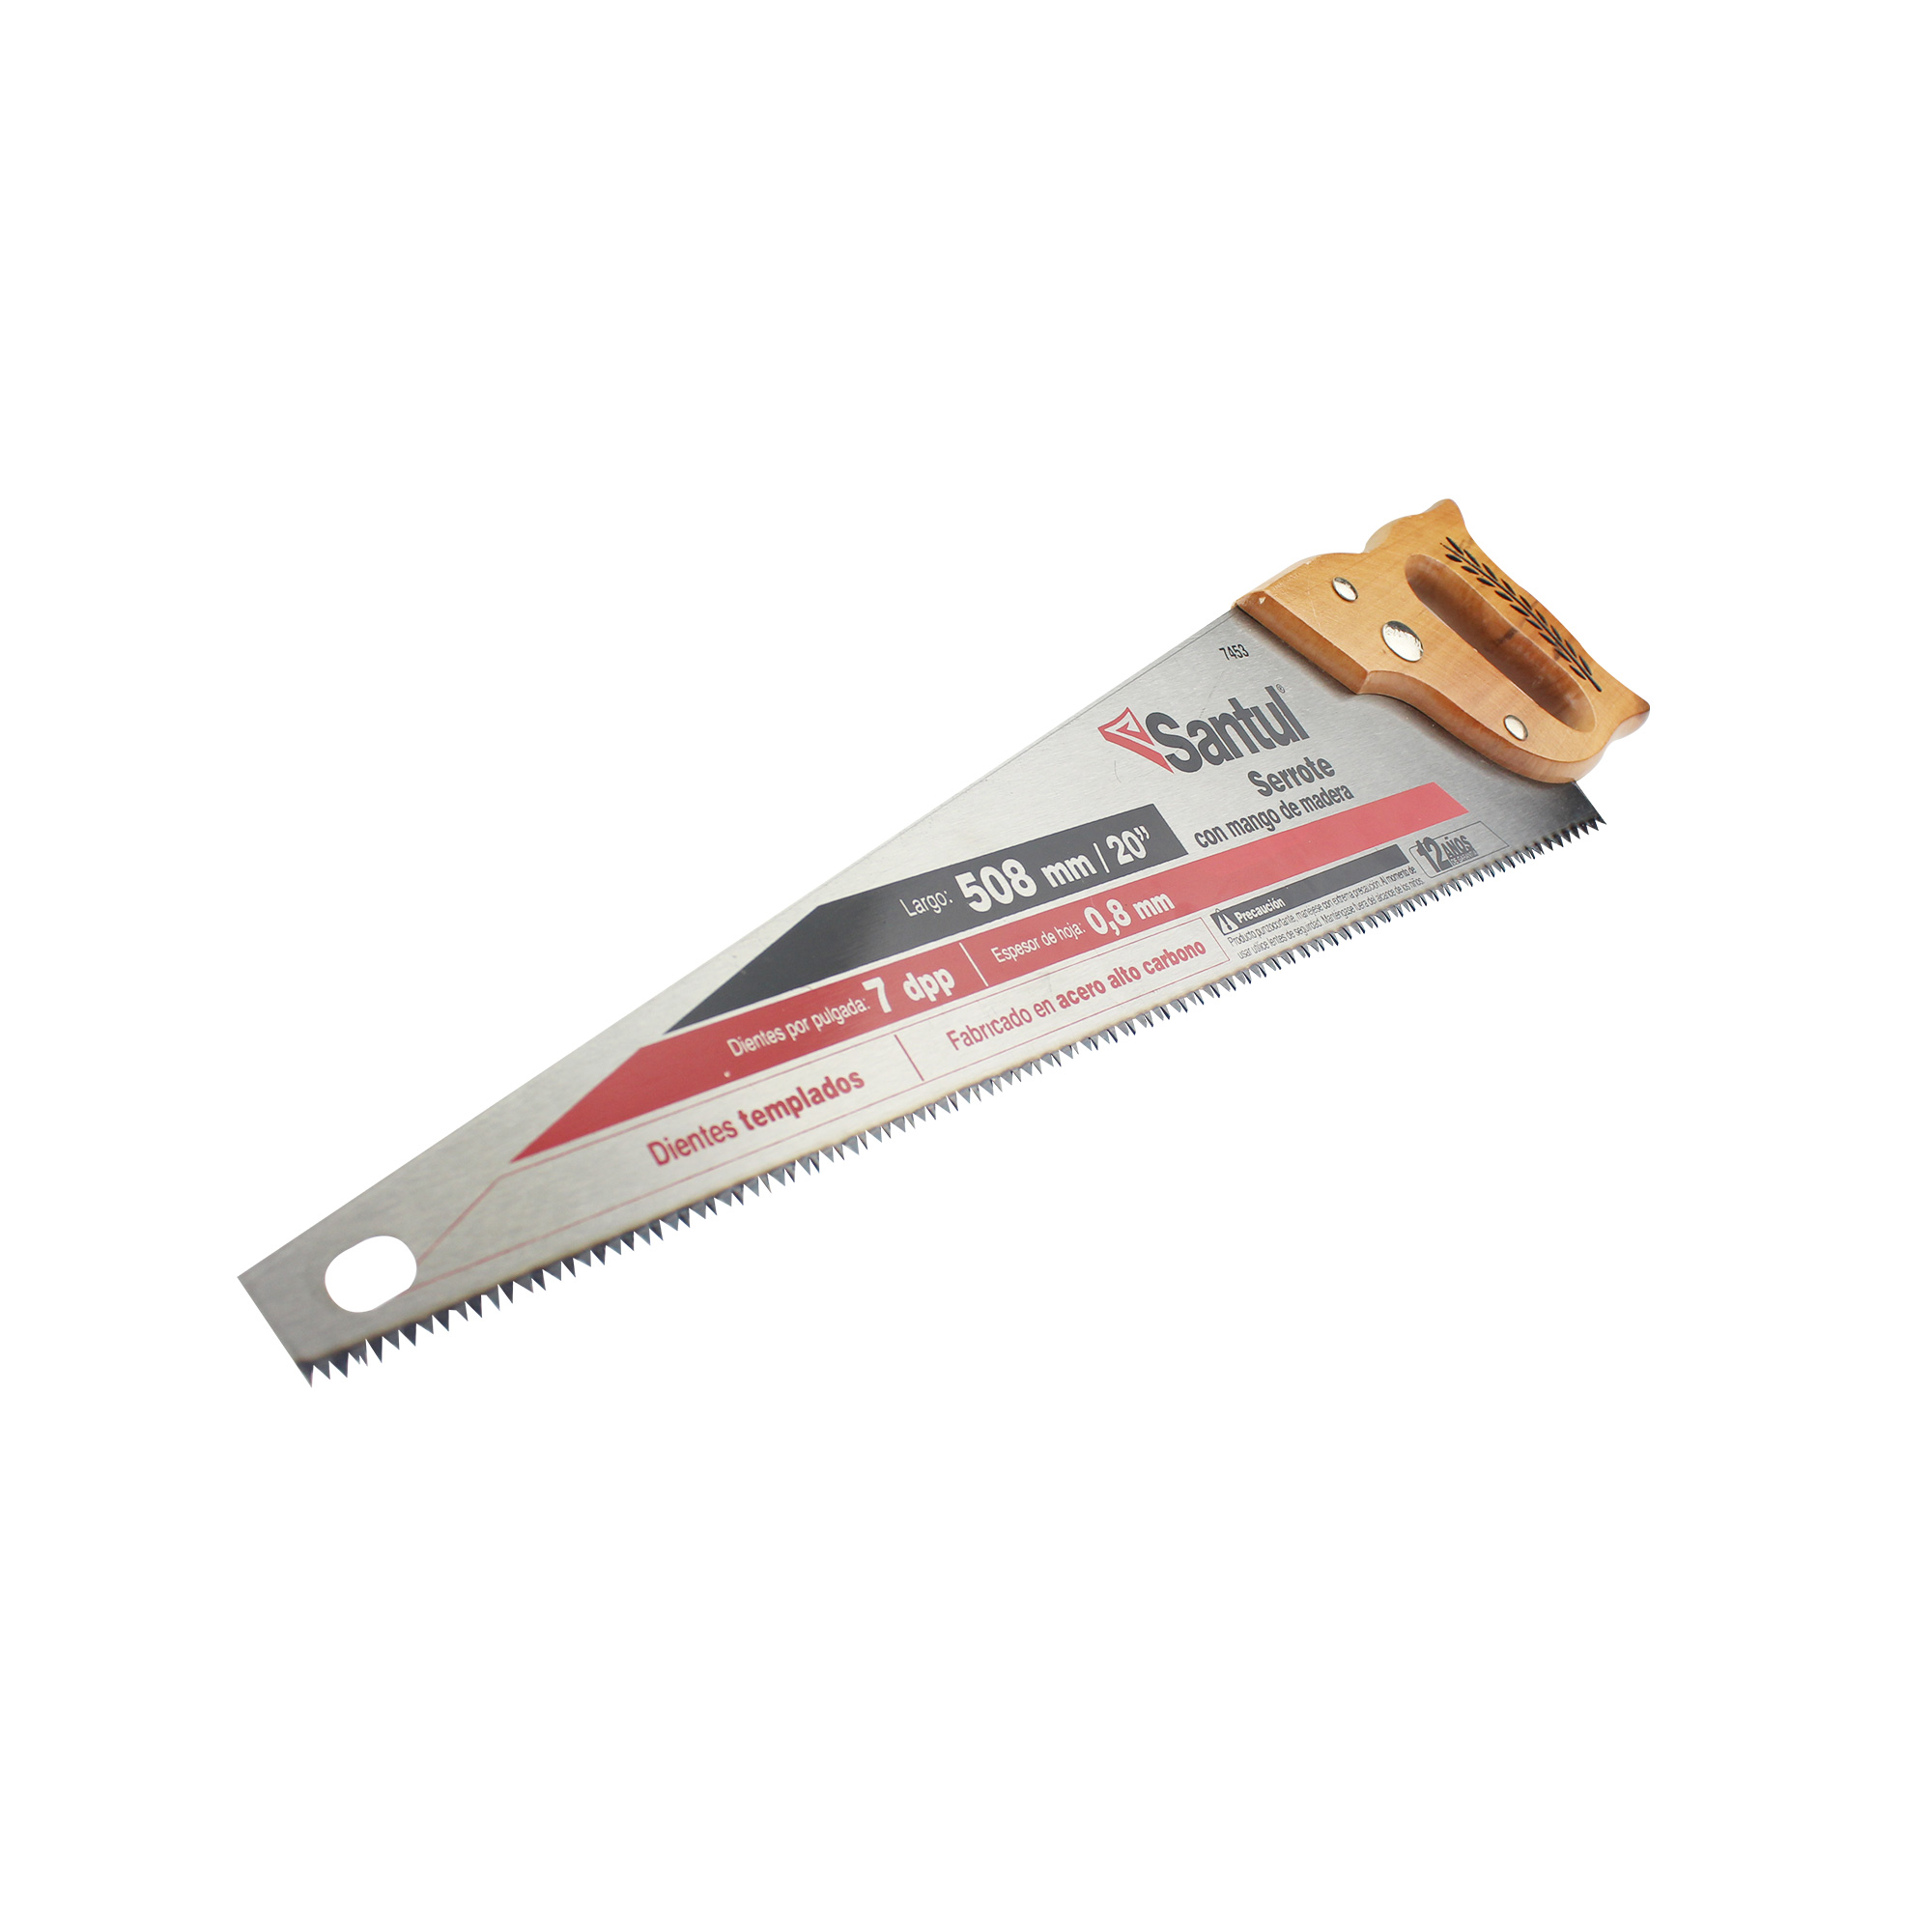 7453
Santul®
Serrote
con mango de madera
Largo: 508 mm | 20”
Dientes por pulgada: 7 dpp
Espesor de hoja: 0,8 mm
Dientes templados
Fabricado en acero alto carbono
Precaución
Producto punzocortante, manéjese con extrema precaución. Al momento de
usar utilice lentes de seguridad. Manténgase fuera del alcance de los niños.
12 AÑOS